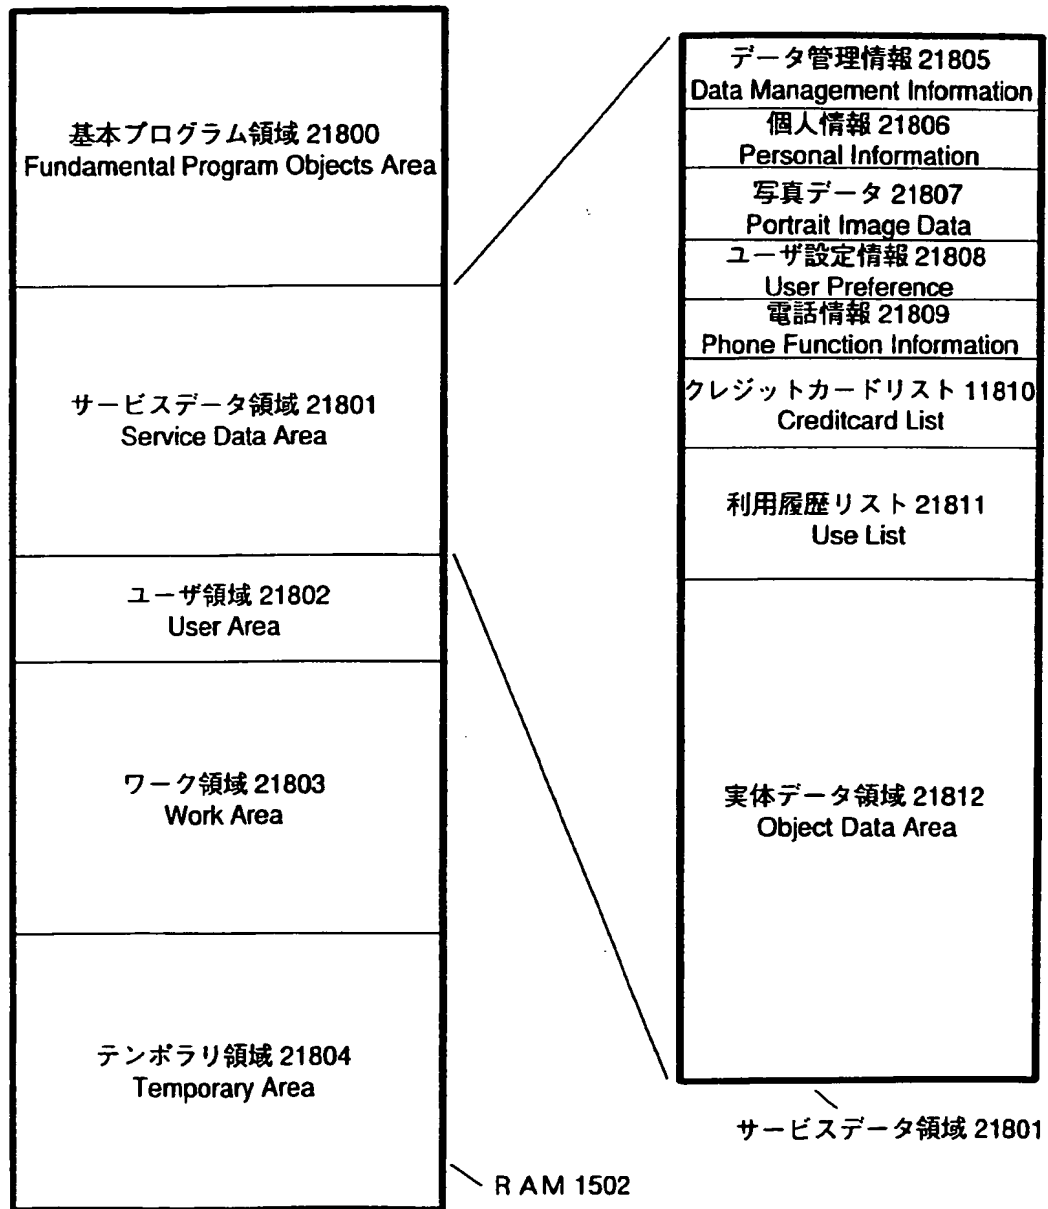 基本プログラム領域 21800
Fundamental Program Objects Area
サービスデータ領域 21801
Service Data Area
ユーザ領域 21802
User Area
ワーク領域 21803
Work Area
テンポラリ領域 21804
Temporary Area
RAM 1502
データ管理情報 21805
Data Management Information
個人情報 21806
Personal Information
写真データ 21807
Portrait Image Data
ユーザ設定情報 21808
User Preference
電話情報 21809
Phone Function Information
クレジットカードリスト 11810
Creditcard List
利用履歴リスト 21811
Use List
実体データ領域 21812
Object Data Area
サービスデータ領域 21801